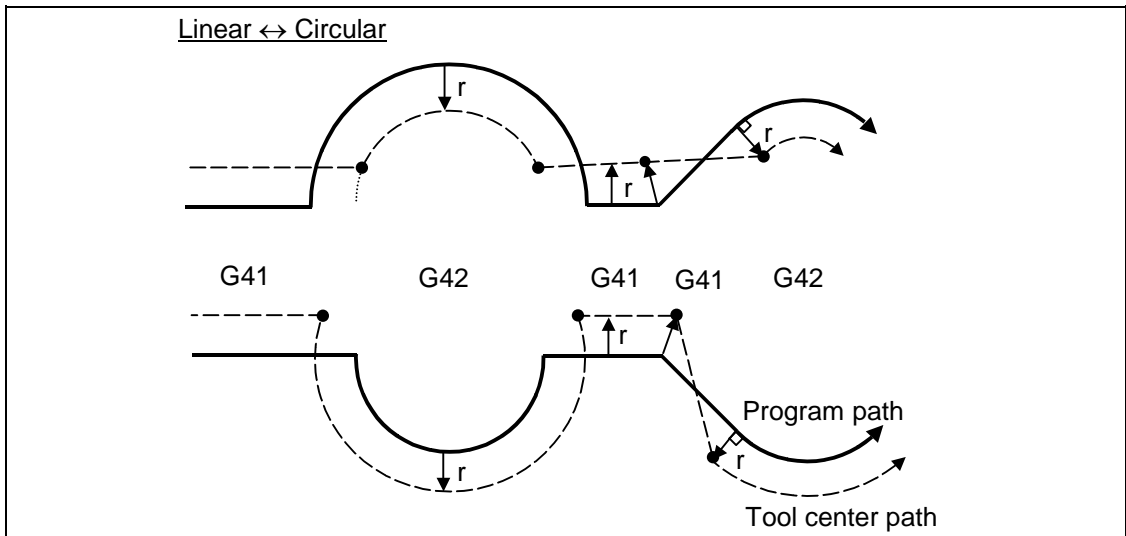 Linear ↔ Circular
r
r
r
G41 G42 G41 G41 G42
r
Program path
r
r
Tool center path